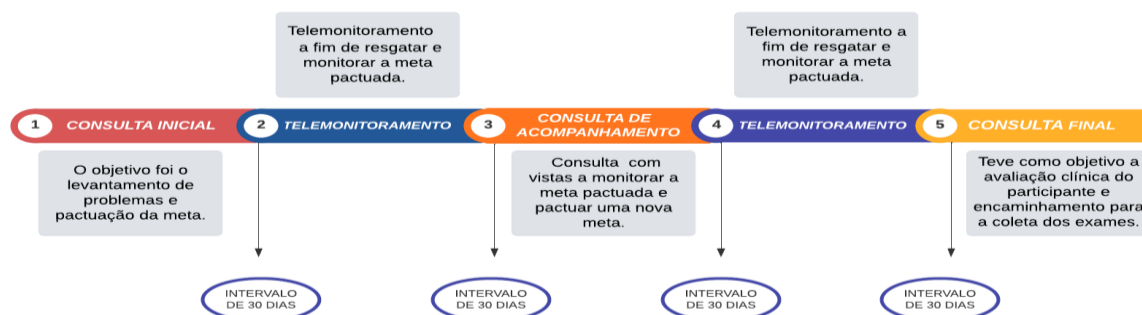 Telemonitoramento
a fim de resgatar e
monitorar a meta
pactuada.
Telemonitoramento a
fim de resgatar e
monitorar a meta
pactuada.
1 CONSULTA INICIAL
2 TELEMONITORAMENTO
3 CONSULTA DE
ACOMPANHAMENTO
4 TELEMONITORAMENTO
5 CONSULTA FINAL
O objetivo foi o
levantamento de
problemas e
pactuação da meta.
Consulta com
vistas a monitorar a
meta pactuada e
pactuar uma nova
meta.
Teve como objetivo a
avaliação clínica do
participante e
encaminhamento para
a coleta dos exames.
INTERVALO
DE 30 DIAS
INTERVALO
DE 30 DIAS
INTERVALO
DE 30 DIAS
INTERVALO
DE 30 DIAS